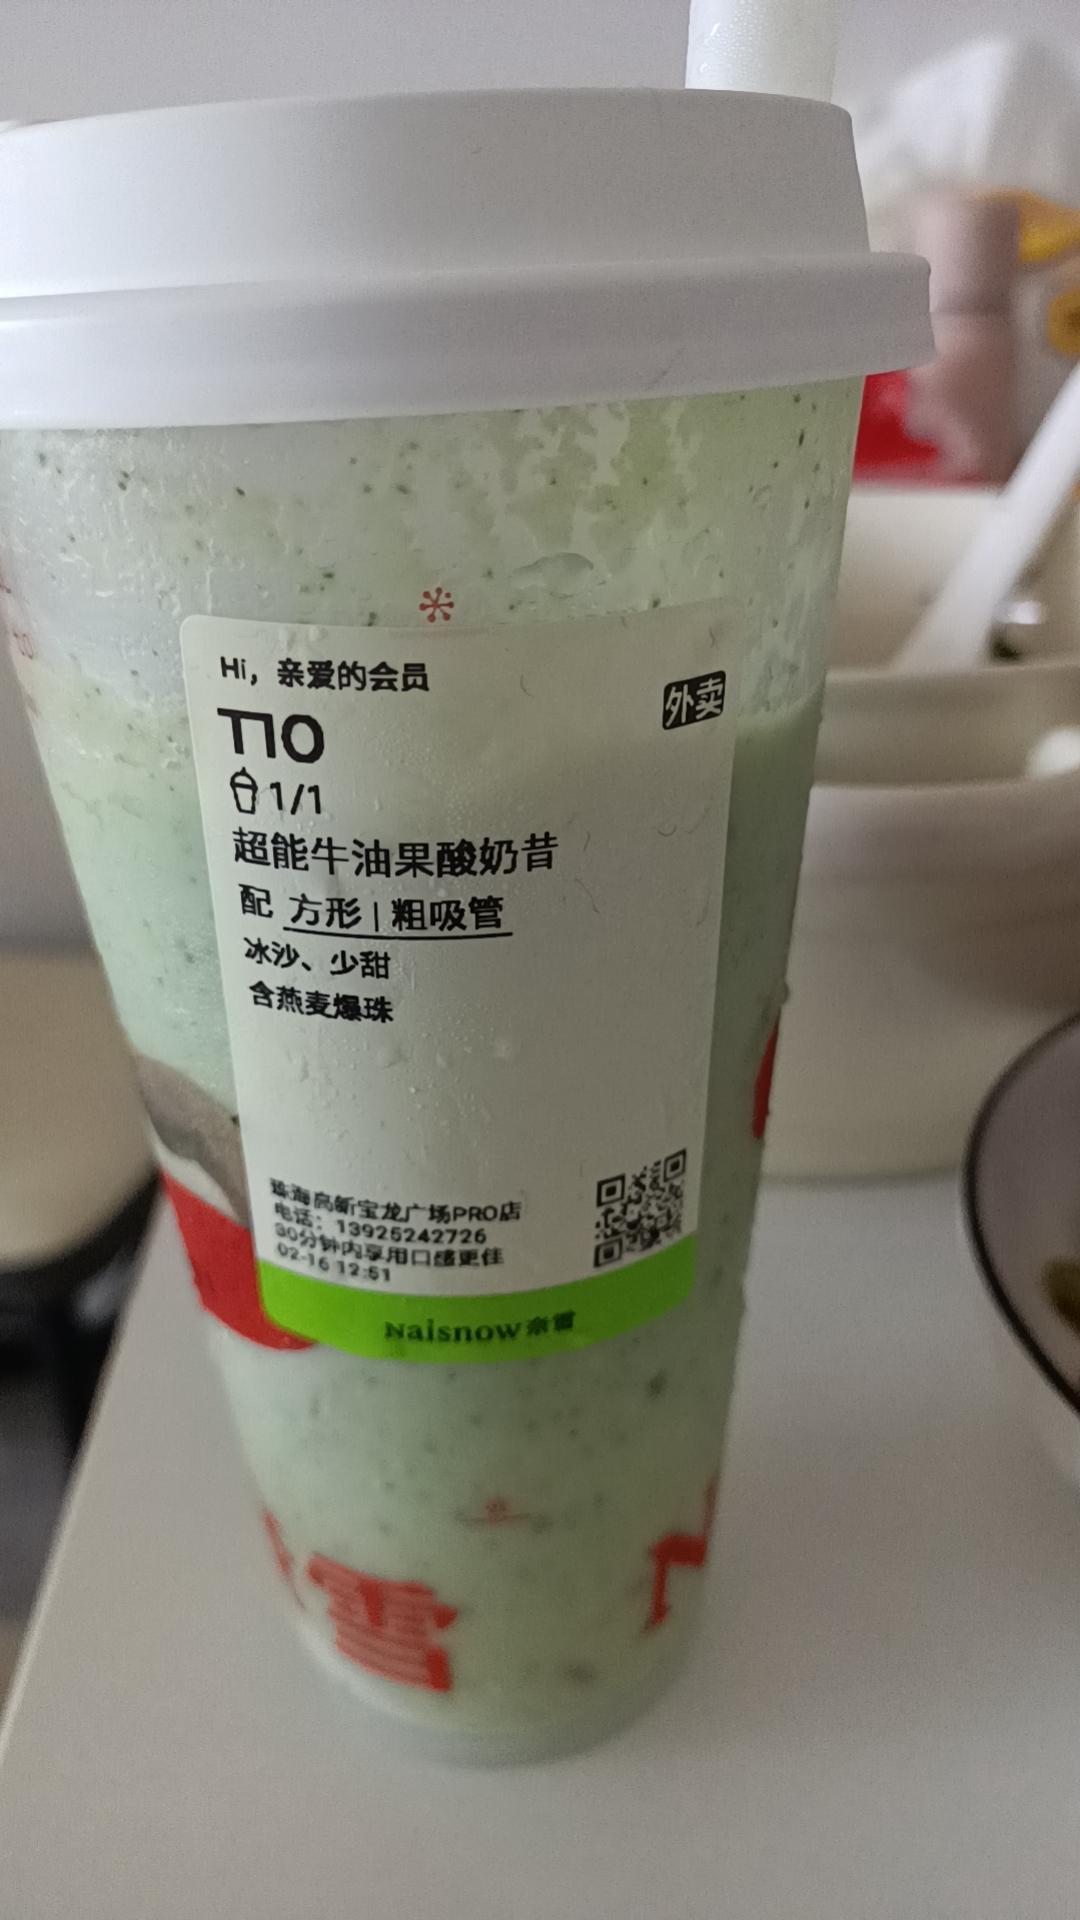 Hi，亲爱的会员
外卖
T10
1/1
超能牛油果酸奶昔
配 方形 | 粗吸管
冰沙、少甜
含燕麦爆珠
珠海高新宝龙广场PRO店
电话：13925242726
30分钟内享用口感更佳
02-16 12:51
Naisnow奈雪
雪